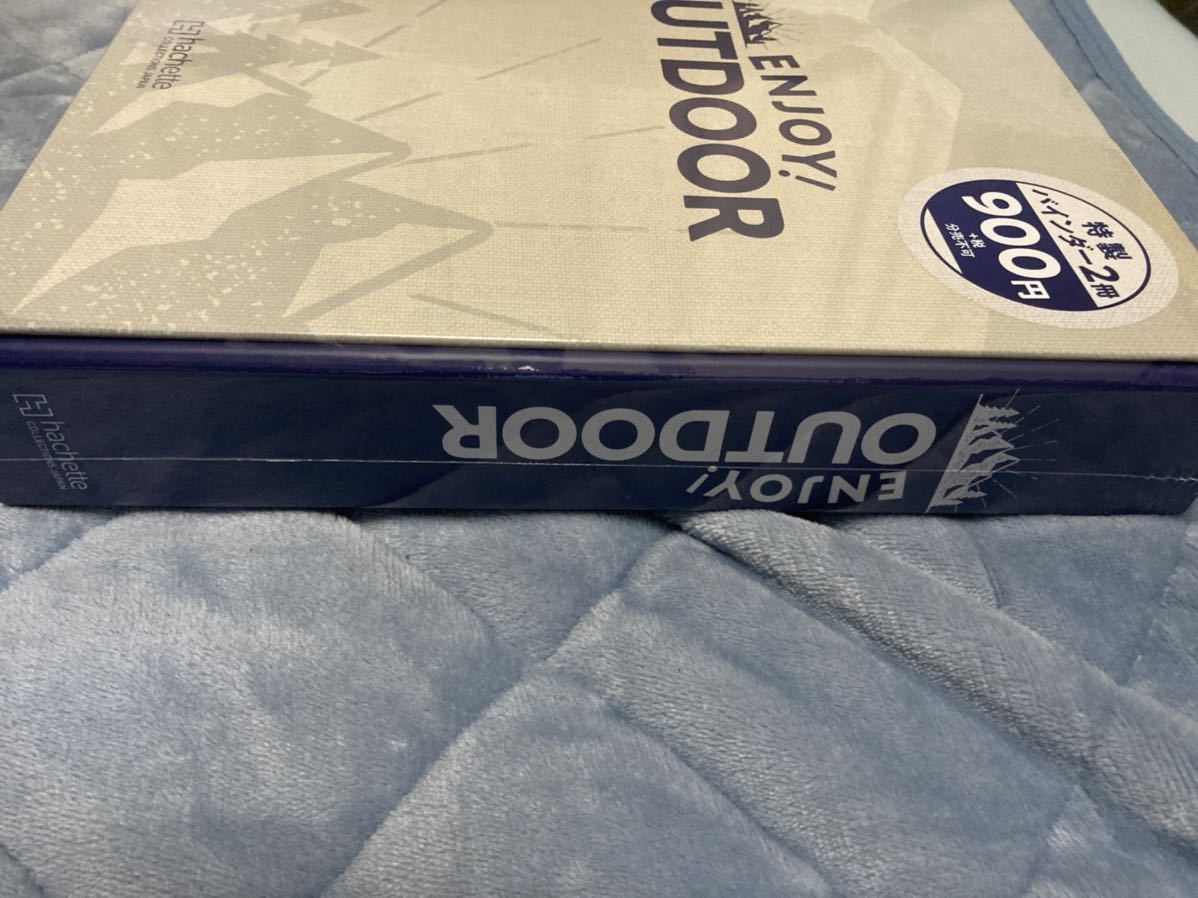 ENJOY!
UTDOOR
hachette
COLLECTIONS JAPAN
特製
バインダー2冊
900円
+税
分売不可
ENJOY!
OUTDOOR
hachette
COLLECTIONS JAPAN